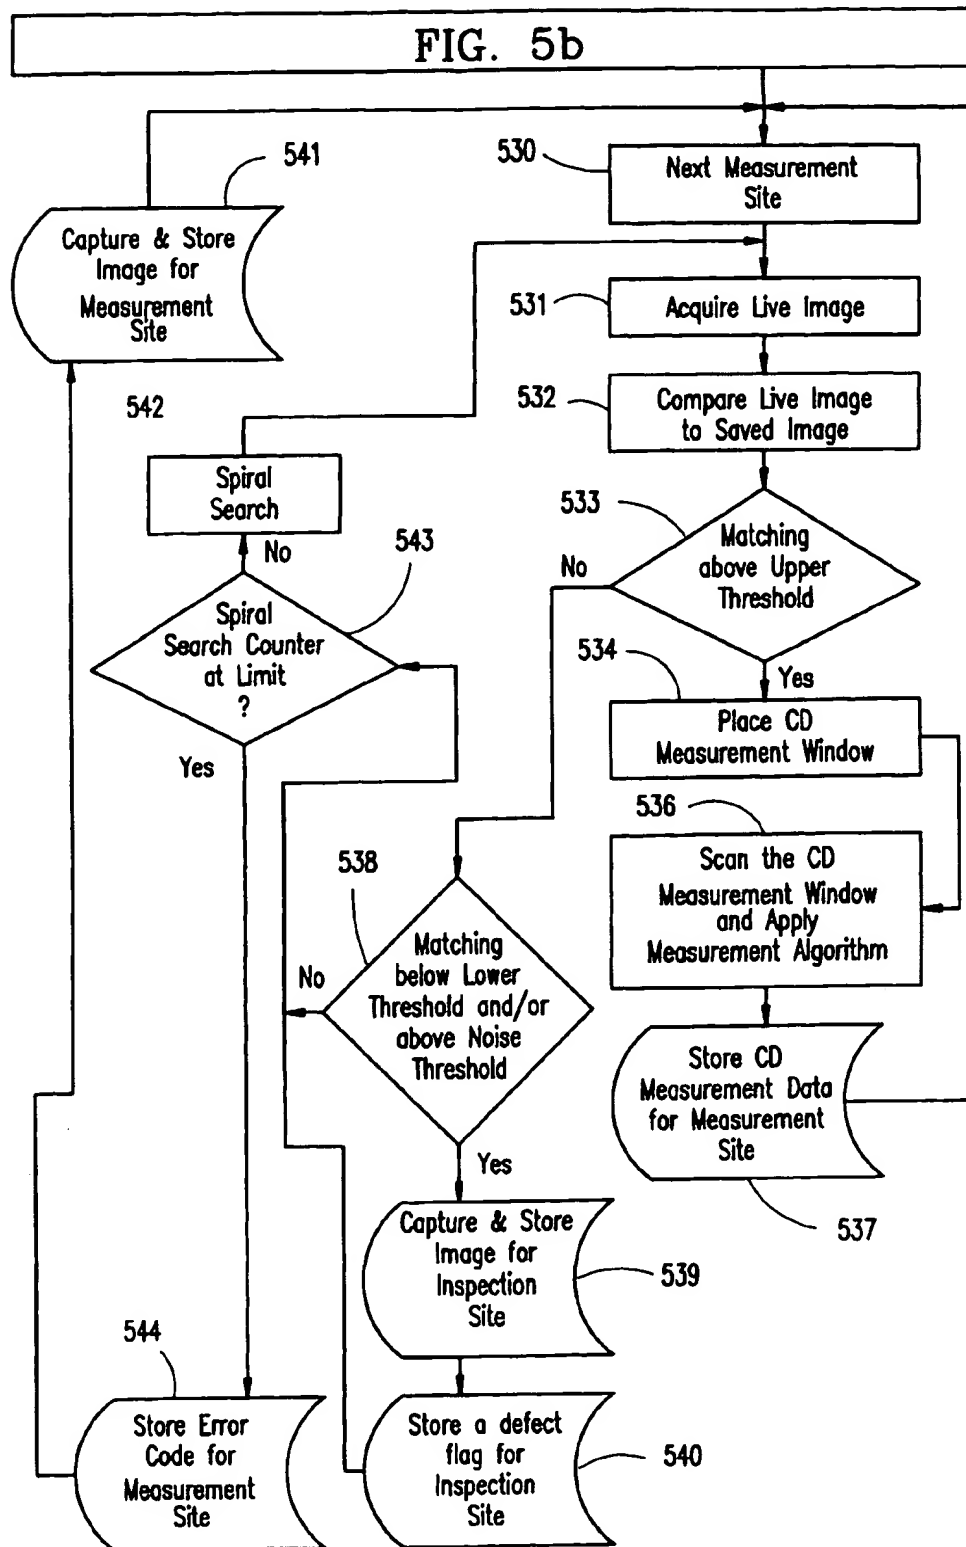 FIG. 5b
530
Next Measurement
Site
541
Capture & Store
Image for
Measurement
Site
531
Acquire Live Image
542
532
Compare Live Image
to Saved Image
Spiral
Search
No
533
Matching
above Upper
Threshold
No
Yes
543
Spiral
Search Counter
at Limit
?
Yes
534
Place CD
Measurement Window
536
Scan the CD
Measurement Window
and Apply
Measurement Algorithm
538
Matching
below Lower
Threshold and/or
above Noise
Threshold
No
Yes
Store CD
Measurement Data
for Measurement
Site
537
Capture & Store
Image for
Inspection
Site
539
544
Store Error
Code for
Measurement
Site
Store a defect
flag for
Inspection
Site
540